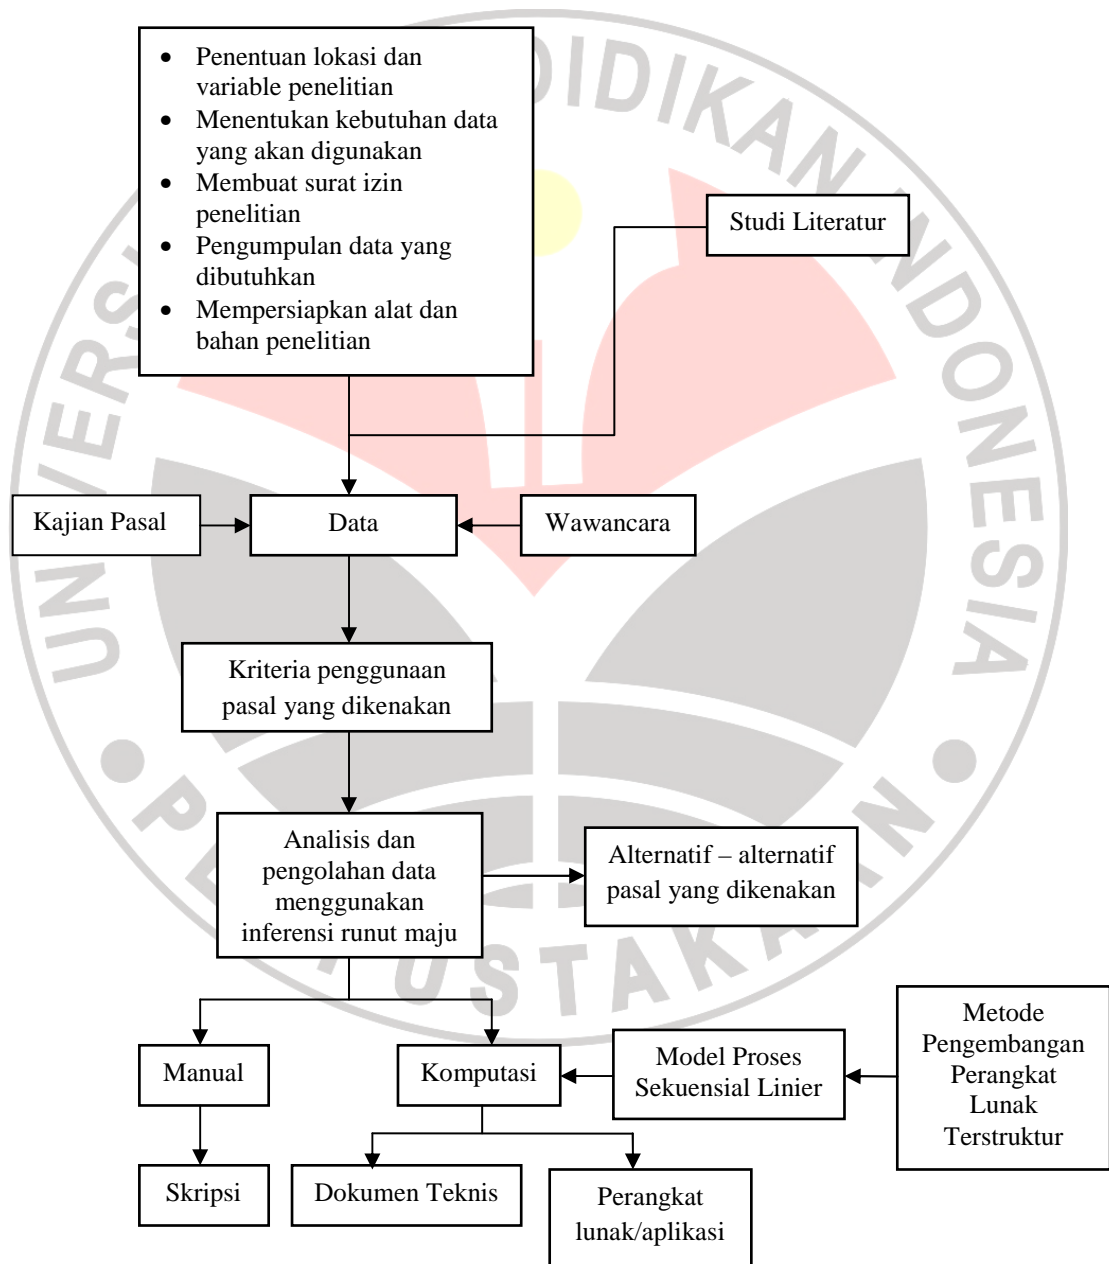 • Penentuan lokasi dan
variable penelitian
• Menentukan kebutuhan data
yang akan digunakan
• Membuat surat izin
penelitian
• Pengumpulan data yang
dibutuhkan
• Mempersiapkan alat dan
bahan penelitian
Studi Literatur
Kajian Pasal
Data
Wawancara
Kriteria penggunaan
pasal yang dikenakan
Analisis dan
pengolahan data
menggunakan
inferensi runut maju
Alternatif – alternatif
pasal yang dikenakan
Manual
Komputasi
Model Proses
Sekuensial Linier
Metode
Pengembangan
Perangkat
Lunak
Terstruktur
Skripsi
Dokumen Teknis
Perangkat
lunak/aplikasi
INDONESIA